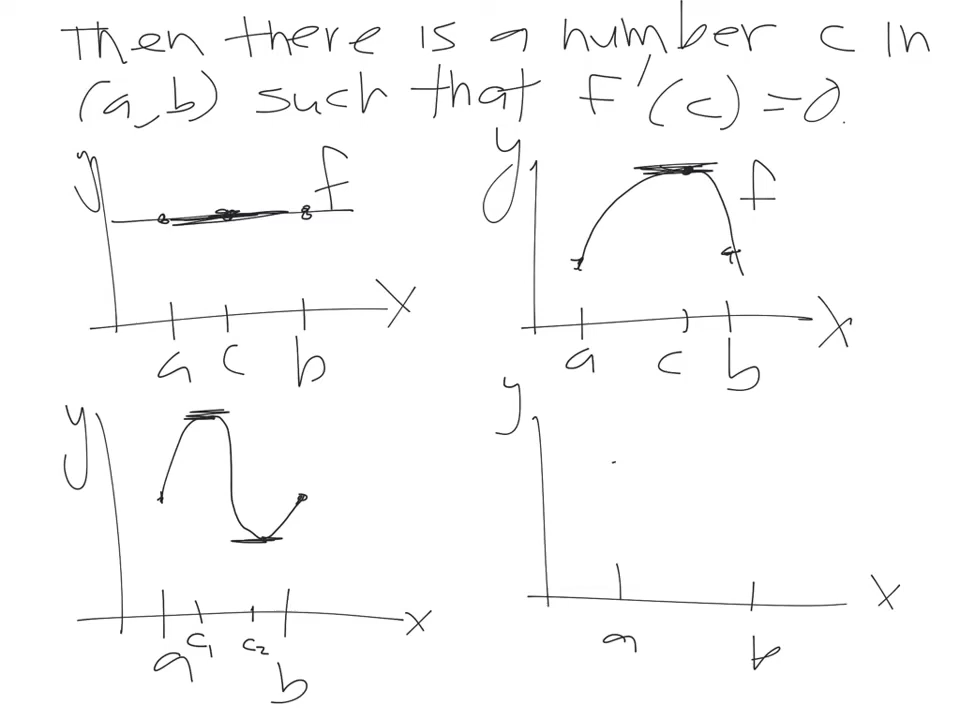 Then there is a number c in
(a, b) such that f'(c) = 0.
y f
x
a c b
y f
x
a c b
y
x
a c₁ c₂ b
y
x
a b